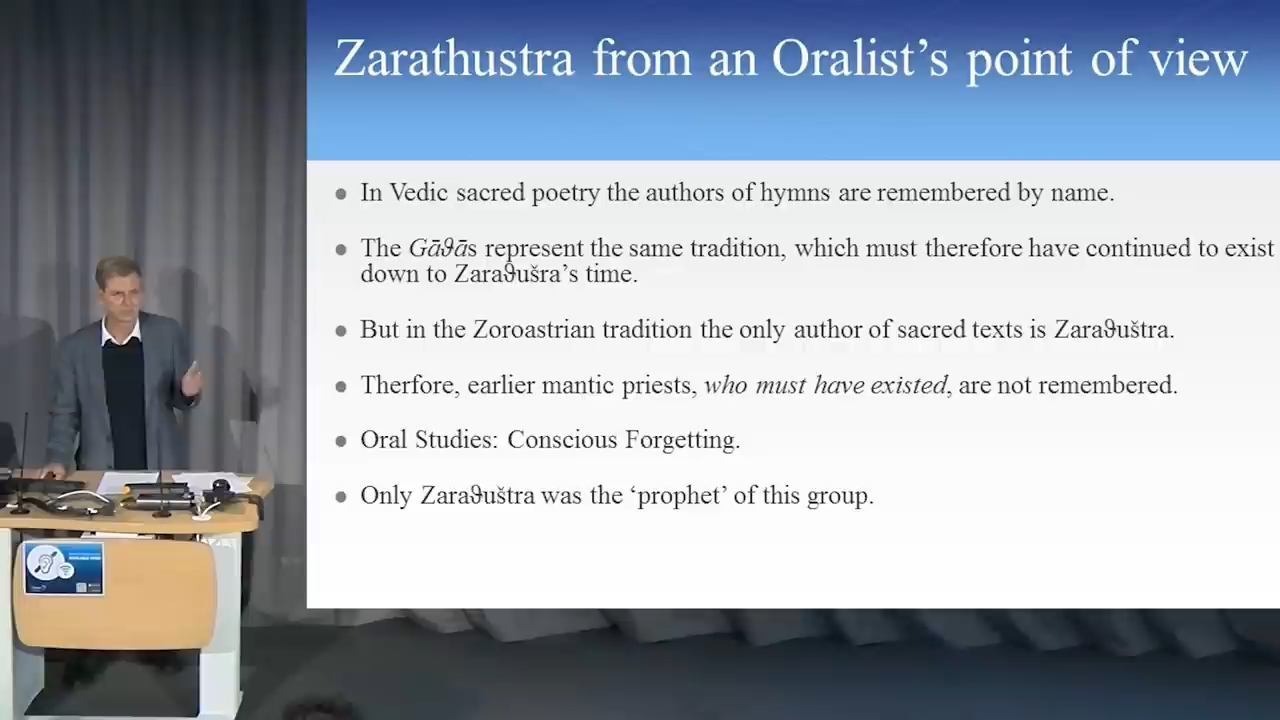 Zarathustra from an Oralist's point of view
In Vedic sacred poetry the authors of hymns are remembered by name.
The Gāϑās represent the same tradition, which must therefore have continued to exist
down to Zaraϑušra's time.
But in the Zoroastrian tradition the only author of sacred texts is Zaraϑuštra.
Therfore, earlier mantic priests, who must have existed, are not remembered.
Oral Studies: Conscious Forgetting.
Only Zaraϑuštra was the ‘prophet’ of this group.